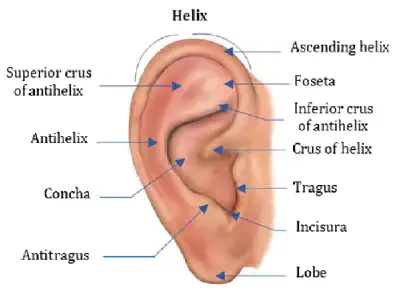 Helix
Ascending helix
Superior crus
of antihelix
Foseta
Inferior crus
of antihelix
Antihelix
Crus of helix
Concha
Tragus
Incisura
Antitragus
Lobe